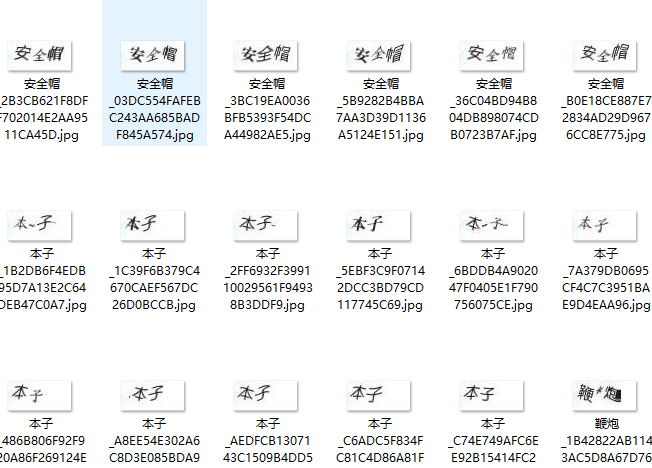 安全帽 安全帽 安全帽 安全帽 安全帽 安全帽
安全帽 安全帽 安全帽 安全帽 安全帽 安全帽
_2B3CB621F8DF _03DC554FAFEB _3BC19EA0036 _5B9282B4BBA _36C04BD94B8 _B0E18CE887E7
F702014E2AA95 C243AA685BAD BFB5393F54DC 7AA3D39D1136 04DB898074CD 2834AD29D967
11CA45D.jpg F845A574.jpg A44982AE5.jpg A5124E151.jpg B0723B7AF.jpg 6CC8E775.jpg
本子 本子 本子 本子 本子 本子
本子 本子 本子 本子 本子 本子
_1B2DB6F4EDB _1C39F6B379C4 _2FF6932F3991 _5EBF3C9F0714 _6BDDB4A9020 _7A379DB0695
95D7A13E2C64 670CAEF567DC 10029561F9493 2DCC3BD79CD 47F0405E1F790 CF4C7C3951BA
DEB47C0A7.jpg 26D0BCCB.jpg 8B3DDF9.jpg 117745C69.jpg 756075CE.jpg E9D4EAA96.jpg
本子 本子 本子 本子 本子 鞭炮
本子 本子 本子 本子 本子 鞭炮
_486B806F92F9 _A8EE54E302A6 _AEDFCB13071 _C6ADC5F834F _C74E749AFC6E _1B42822AB114
20A86F269124E C8D3E085BDA9 43C1509B4DD5 C81C4D86A81F E92B15414FC2 3AC5D8A67D76